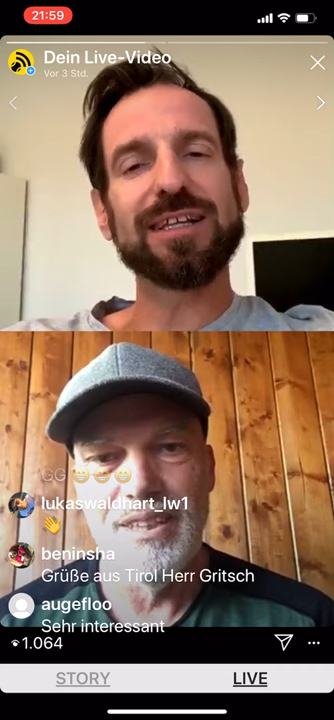 21:59
Dein Live-Video
Vor 3 Std.
GG 😁😁😁
lukaswaldhart_lw1
👋
beninsha
Grüße aus Tirol Herr Gritsch
augefloo
Sehr interessant
1.064
STORY
LIVE